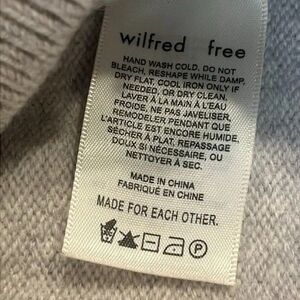 wilfred free
HAND WASH COLD. DO NOT
BLEACH, RESHAPE WHILE DAMP.
DRY FLAT. COOL IRON ONLY IF
NEEDED. OR DRY CLEAN.
LAVER À LA MAIN À L'EAU
FROIDE. NE PAS JAVELISER.
REMODELER PENDANT QUE
L'ARTICLE EST ENCORE HUMIDE.
SÉCHER À PLAT. REPASSAGE
DOUX SI NÉCESSAIRE, OU
NETTOYER À SEC.
MADE IN CHINA
FABRIQUÉ EN CHINE
MADE FOR EACH OTHER.
P